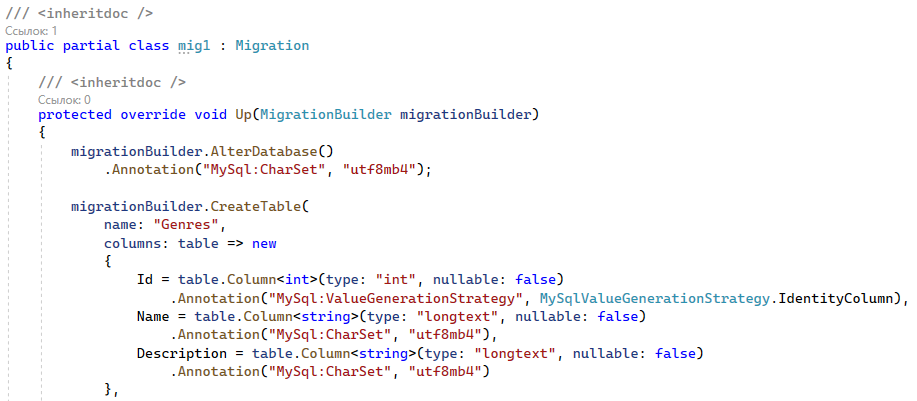 /// <inheritdoc />
Ссылок: 1
public partial class mig1 : Migration
{
/// <inheritdoc />
Ссылок: 0
protected override void Up(MigrationBuilder migrationBuilder)
{
migrationBuilder.AlterDatabase()
.Annotation("MySql:CharSet", "utf8mb4");
migrationBuilder.CreateTable(
name: "Genres",
columns: table => new
{
Id = table.Column<int>(type: "int", nullable: false)
.Annotation("MySql:ValueGenerationStrategy", MySqlValueGenerationStrategy.IdentityColumn),
Name = table.Column<string>(type: "longtext", nullable: false)
.Annotation("MySql:CharSet", "utf8mb4"),
Description = table.Column<string>(type: "longtext", nullable: false)
.Annotation("MySql:CharSet", "utf8mb4")
},